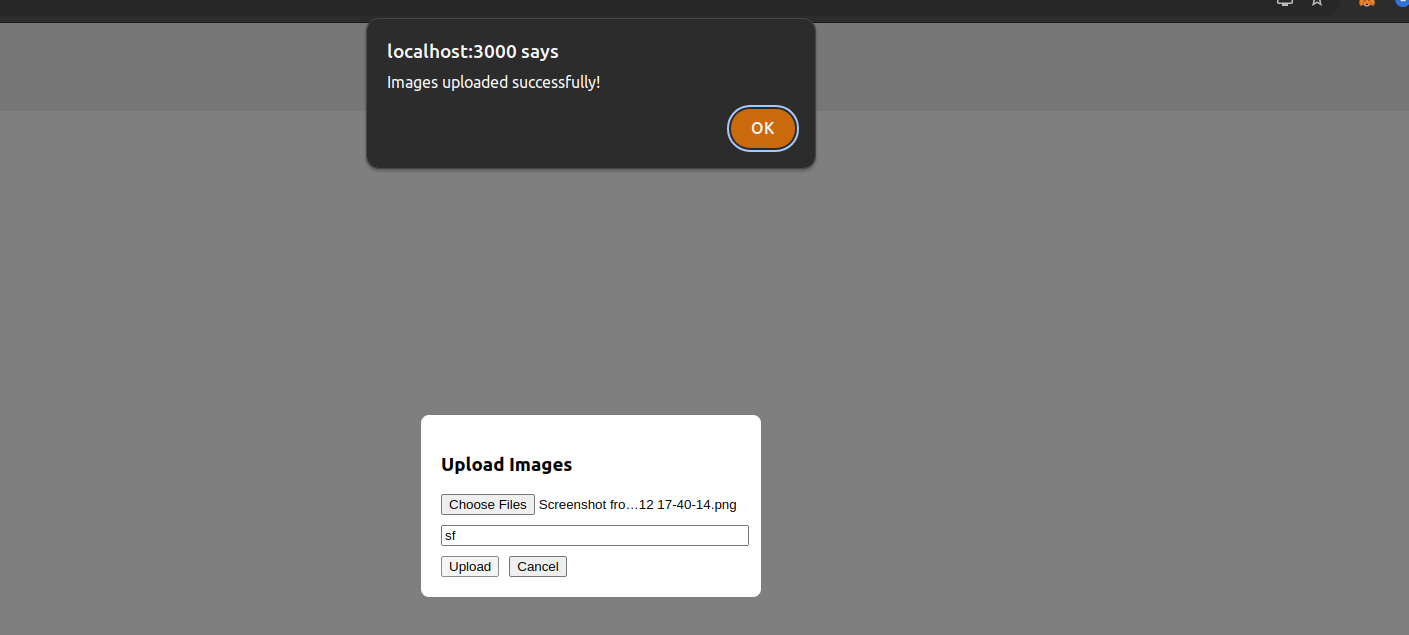 localhost:3000 says
Images uploaded successfully!
OK
Upload Images
Choose Files Screenshot fro…12 17-40-14.png
sf
Upload Cancel